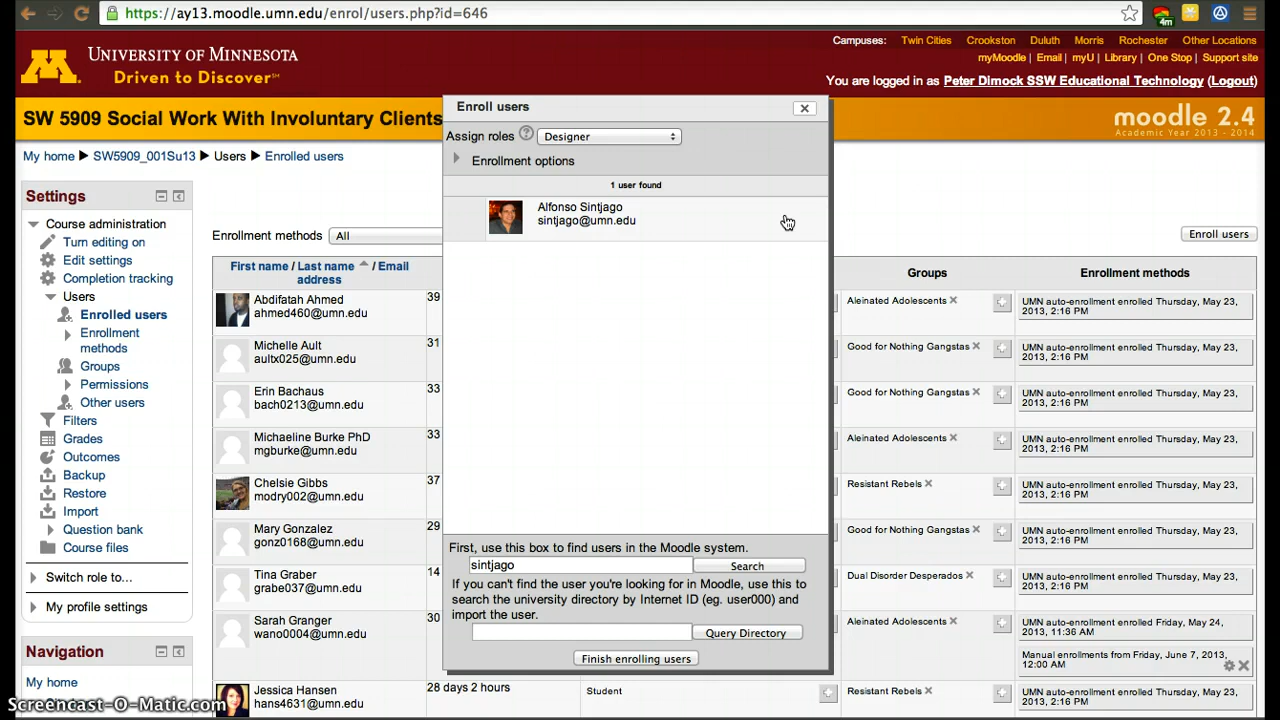 https://ay13.moodle.umn.edu/enrol/users.php?id=646
4m
UNIVERSITY OF MINNESOTA
Driven to Discover℠
Campuses: Twin Cities Crookston Duluth Morris Rochester Other Locations
myMoodle | Email | myU | Library | One Stop | Support site
You are logged in as Peter Dimock SSW Educational Technology (Logout)
SW 5909 Social Work With Involuntary Clients
moodle 2.4
Academic Year 2013 - 2014
My home ▶ SW5909_001Su13 ▶ Users ▶ Enrolled users
Settings
Course administration
Turn editing on
Edit settings
Completion tracking
Users
Enrolled users
Enrollment
methods
Groups
Permissions
Other users
Filters
Grades
Outcomes
Backup
Restore
Import
Question bank
Course files
Switch role to...
My profile settings
Navigation
My home
Enrollment methods All
Enroll users
First name / Last name / Email
address
Groups
Enrollment methods
Abdifatah Ahmed
ahmed460@umn.edu
39
Aleinated Adolescents
UMN auto-enrollment enrolled Thursday, May 23,
2013, 2:16 PM
Michelle Ault
aultx025@umn.edu
31
Good for Nothing Gangstas
UMN auto-enrollment enrolled Thursday, May 23,
2013, 2:16 PM
Erin Bachaus
bach0213@umn.edu
33
Good for Nothing Gangstas
UMN auto-enrollment enrolled Thursday, May 23,
2013, 2:16 PM
Michaeline Burke PhD
mgburke@umn.edu
33
Aleinated Adolescents
UMN auto-enrollment enrolled Thursday, May 23,
2013, 2:16 PM
Chelsie Gibbs
modry002@umn.edu
37
Resistant Rebels
UMN auto-enrollment enrolled Thursday, May 23,
2013, 2:16 PM
Mary Gonzalez
gonz0168@umn.edu
29
Good for Nothing Gangstas
UMN auto-enrollment enrolled Thursday, May 23,
2013, 2:16 PM
Tina Graber
grabe037@umn.edu
14
Dual Disorder Desperados
UMN auto-enrollment enrolled Thursday, May 23,
2013, 2:16 PM
Sarah Granger
wano0004@umn.edu
30
Aleinated Adolescents
UMN auto-enrollment enrolled Friday, May 24,
2013, 11:36 AM
Manual enrollments from Friday, June 7, 2013,
12:00 AM
Jessica Hansen
hans4631@umn.edu
28 days 2 hours
Student
Resistant Rebels
UMN auto-enrollment enrolled Thursday, May 23,
2013, 2:16 PM
Enroll users
Assign roles Designer
Enrollment options
1 user found
Alfonso Sintjago
sintjago@umn.edu
First, use this box to find users in the Moodle system.
sintjago Search
If you can't find the user you're looking for in Moodle, use this to
search the university directory by Internet ID (eg. user000) and
import the user.
Query Directory
Finish enrolling users
Screencast-O-Matic.com